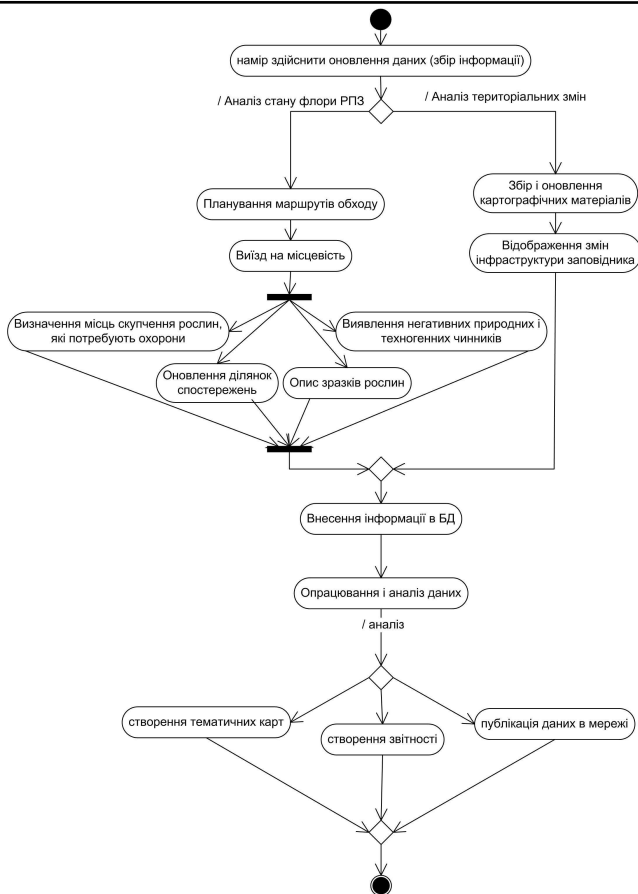 намір здійснити оновлення даних (збір інформації)
/ Аналіз стану флори РПЗ
/ Аналіз територіальних змін
Планування маршрутів обходу
Збір і оновлення
картографічних матеріалів
Виїзд на місцевість
Відображення змін
інфраструктури заповідника
Визначення місць скупчення рослин,
які потребують охорони
Виявлення негативних природних і
техногенних чинників
Оновлення ділянок
спостережень
Опис зразків рослин
Внесення інформації в БД
Опрацювання і аналіз даних
/ аналіз
створення тематичних карт
створення звітності
публікація даних в мережі